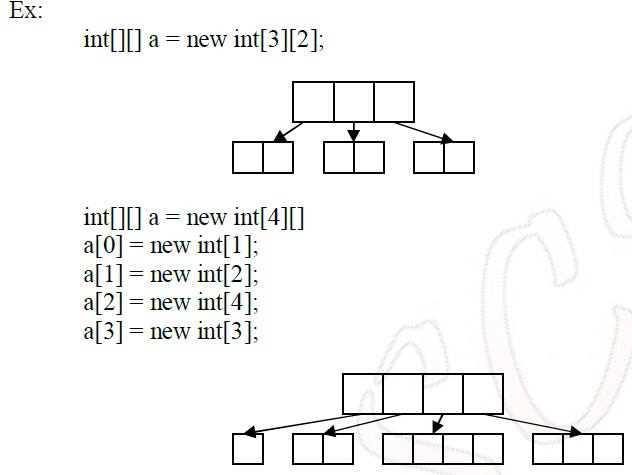 Ex:
int[][] a = new int[3][2];
int[][] a = new int[4][]
a[0] = new int[1];
a[1] = new int[2];
a[2] = new int[4];
a[3] = new int[3];